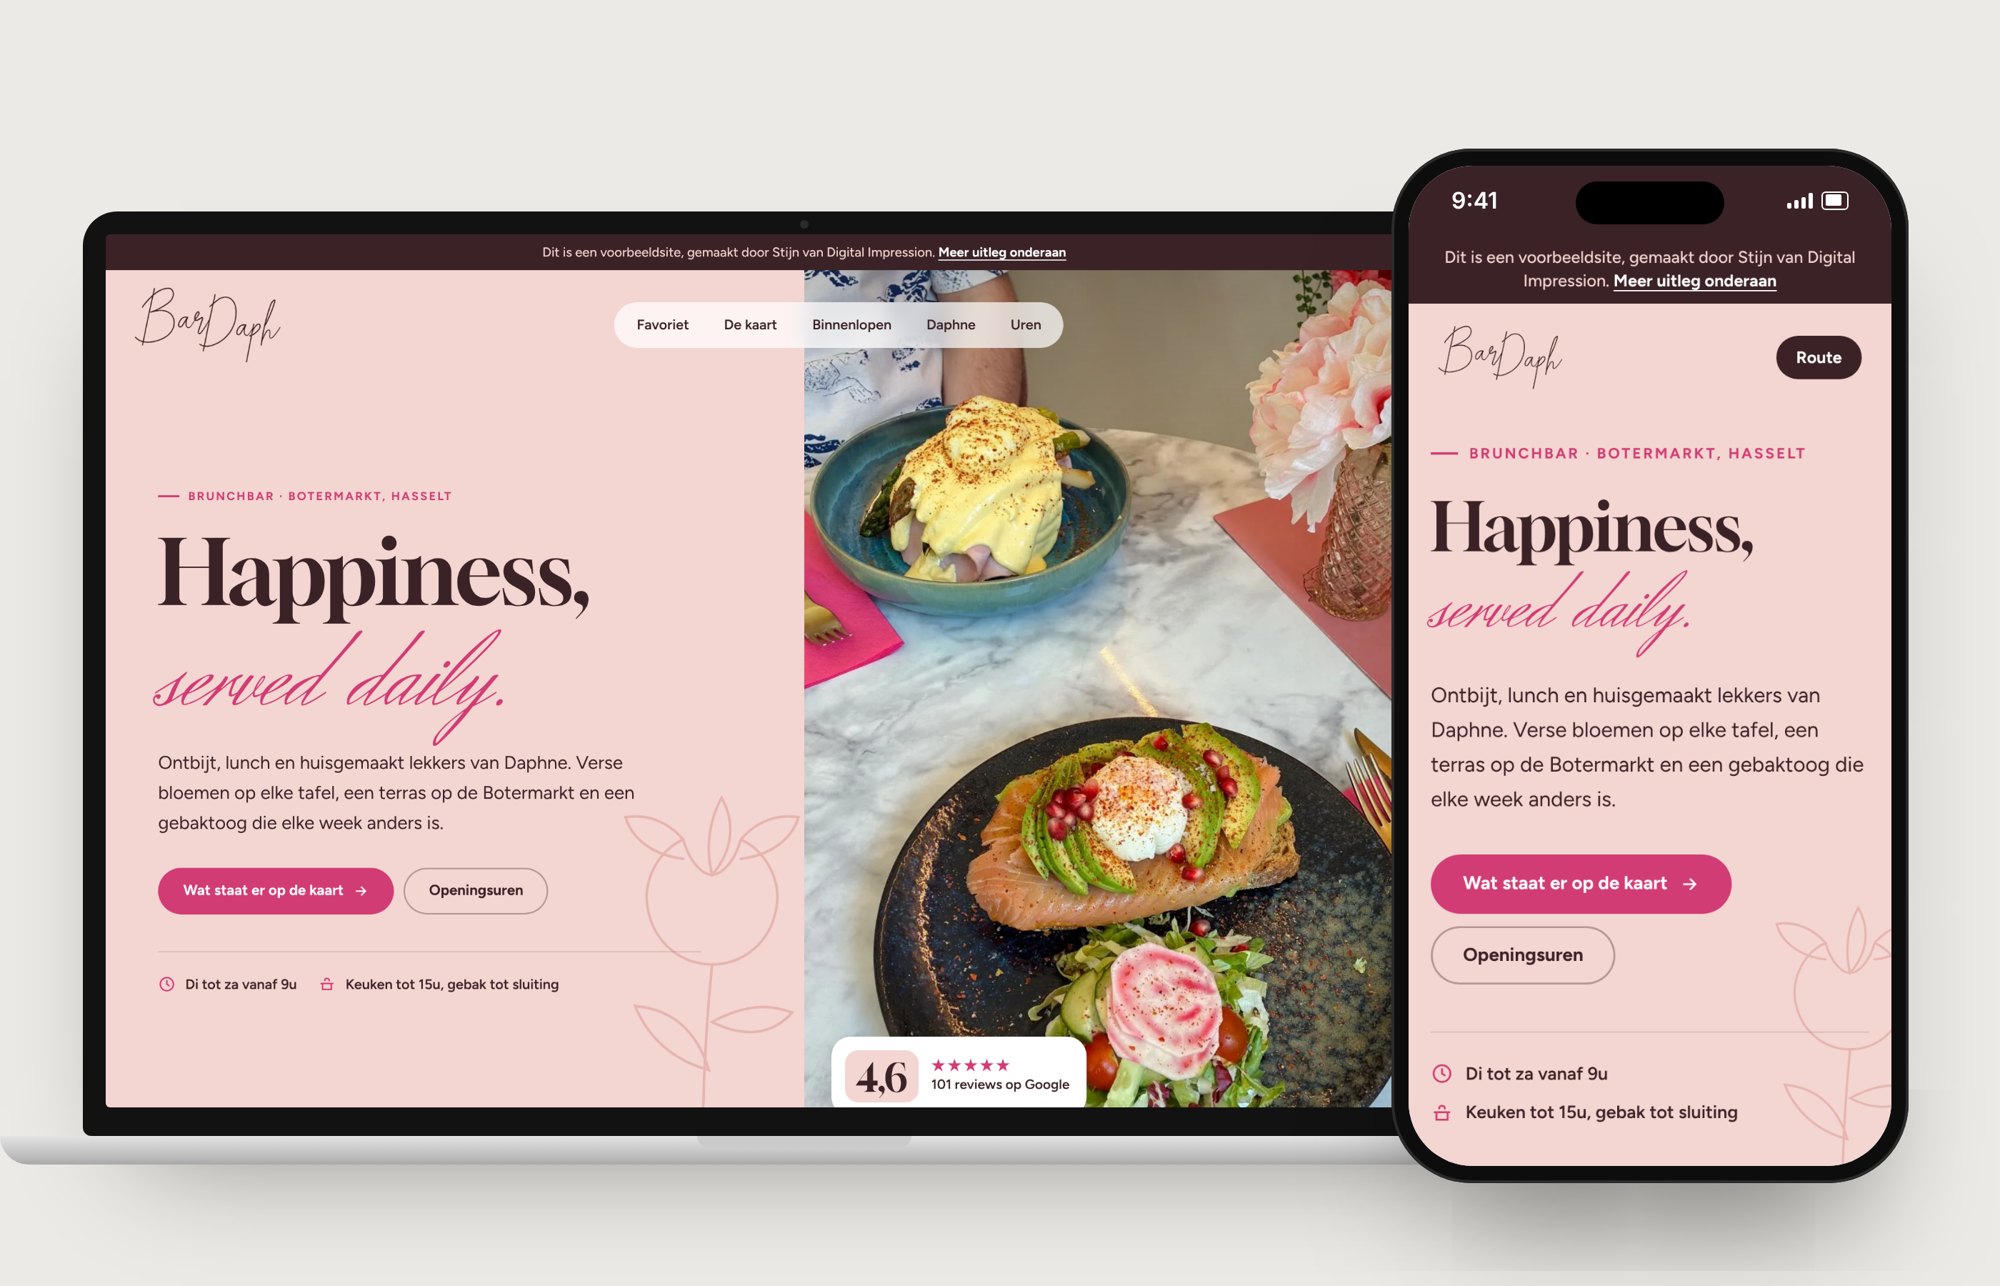 Dit is een voorbeeldsite, gemaakt door Stijn van Digital Impression. Meer uitleg onderaan
BarDaph
Favoriet De kaart Binnenlopen Daphne Uren
BRUNCHBAR · BOTERMARKT, HASSELT
Happiness,
served daily.
Ontbijt, lunch en huisgemaakt lekkers van Daphne. Verse
bloemen op elke tafel, een terras op de Botermarkt en een
gebaktoog die elke week anders is.
Wat staat er op de kaart →
Openingsuren
Di tot za vanaf 9u
Keuken tot 15u, gebak tot sluiting
4,6
★★★★★
101 reviews op Google
9:41
Dit is een voorbeeldsite, gemaakt door Stijn van Digital
Impression. Meer uitleg onderaan
BarDaph
Route
BRUNCHBAR · BOTERMARKT, HASSELT
Happiness,
served daily.
Ontbijt, lunch en huisgemaakt lekkers van
Daphne. Verse bloemen op elke tafel, een
terras op de Botermarkt en een gebaktoog die
elke week anders is.
Wat staat er op de kaart →
Openingsuren
Di tot za vanaf 9u
Keuken tot 15u, gebak tot sluiting